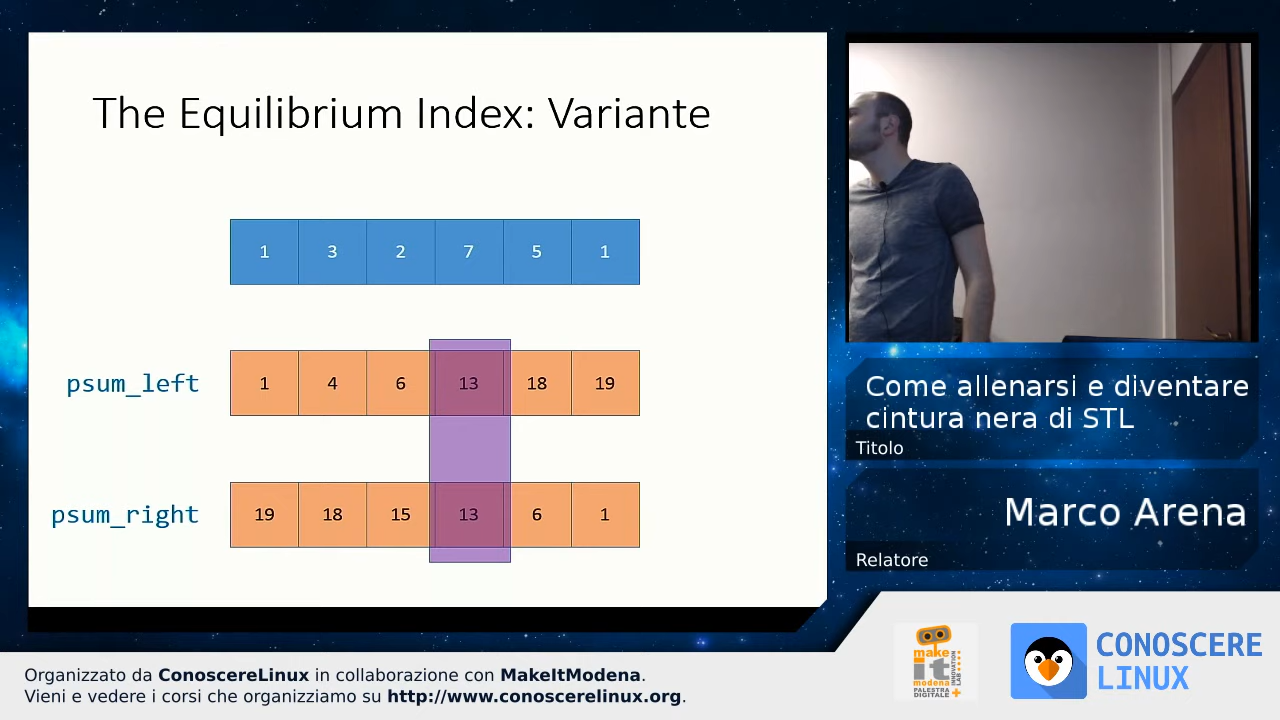 The Equilibrium Index: Variante
1 3 2 7 5 1
psum_left 1 4 6 13 18 19
psum_right 19 18 15 13 6 1
Come allenarsi e diventare
cintura nera di STL
Titolo
Marco Arena
Relatore
make
it
modena
PALESTRA
DIGITALE
INNOVATION
LAB
CONOSCERE
LINUX
Organizzato da ConoscereLinux in collaborazione con MakeItModena.
Vieni e vedere i corsi che organizziamo su http://www.conoscerelinux.org.